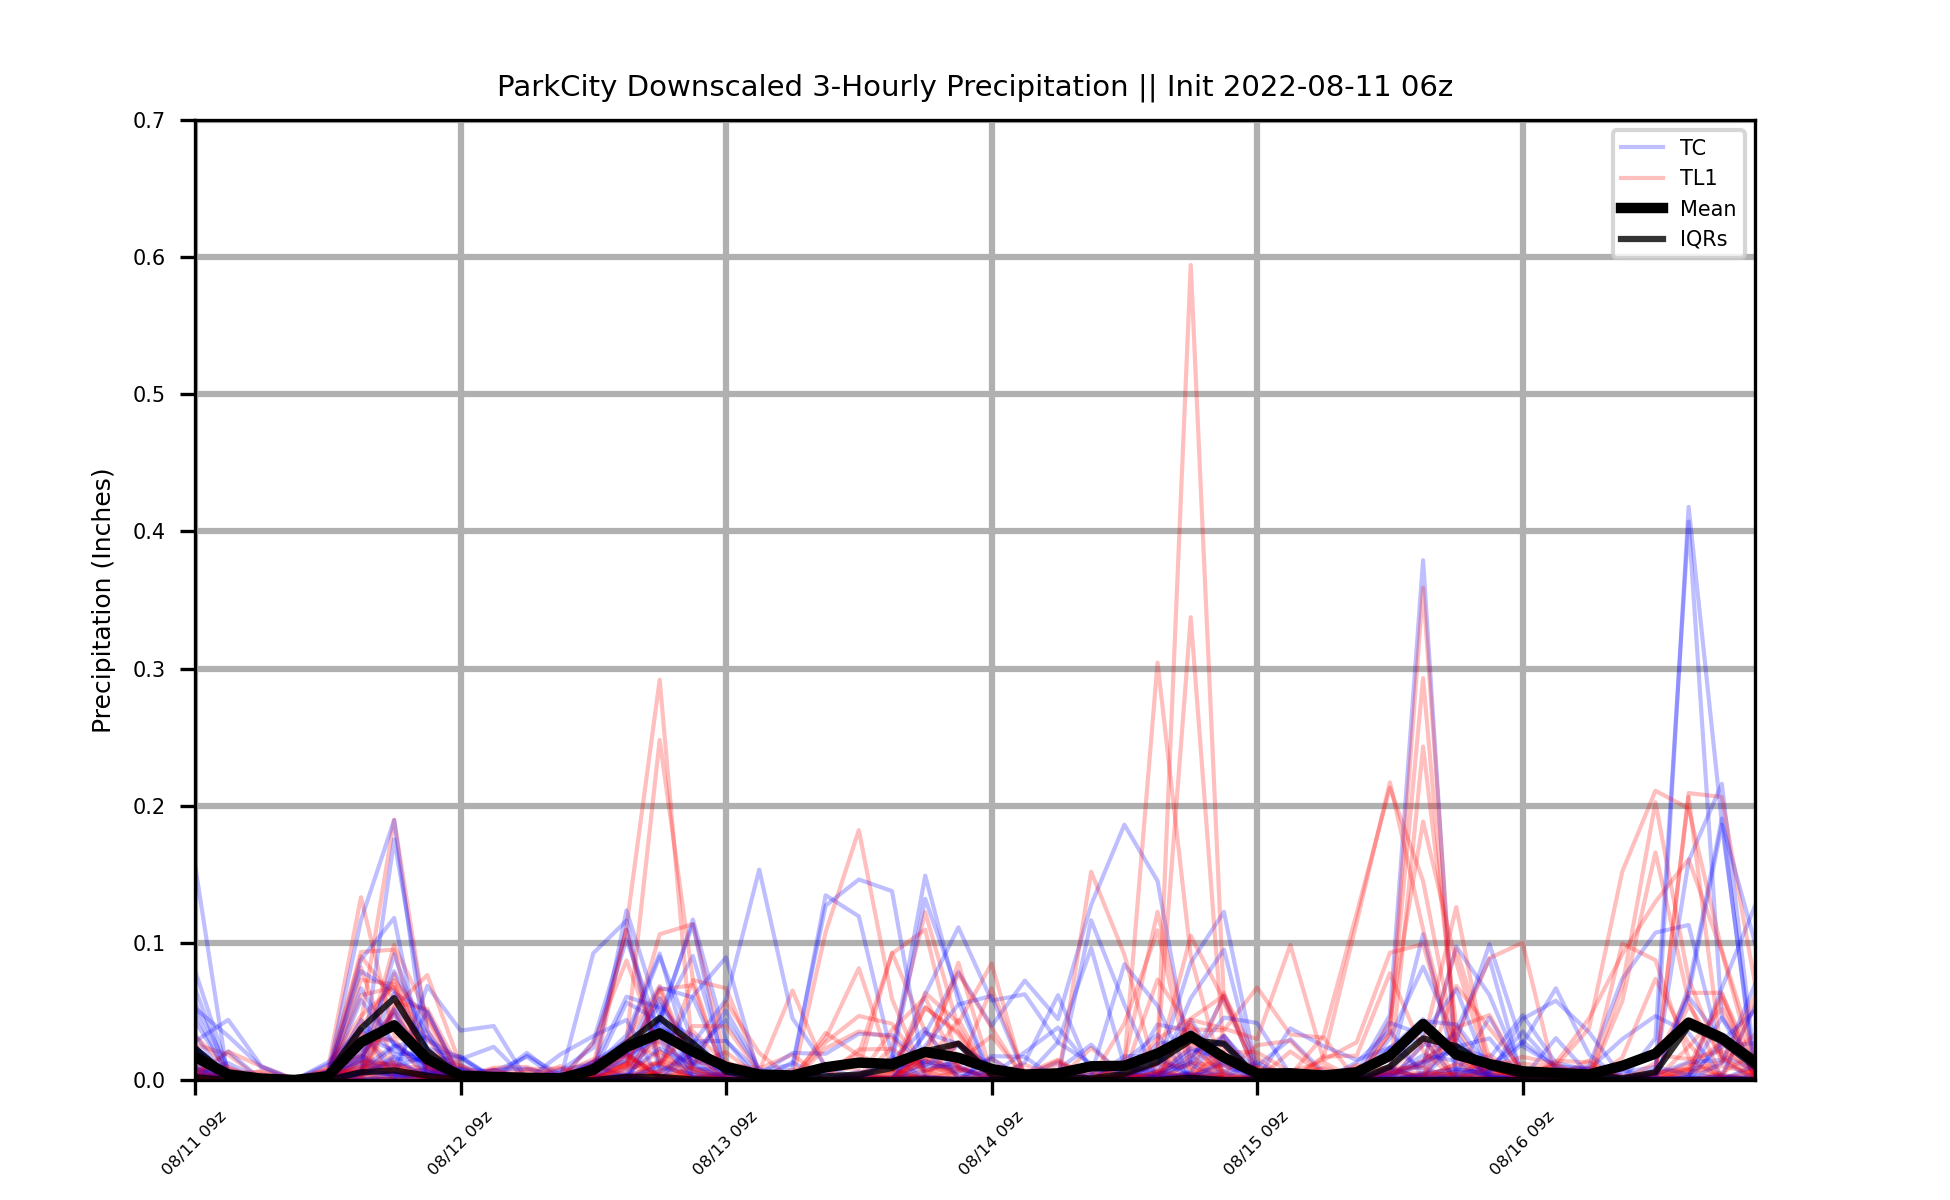 ParkCity Downscaled 3-Hourly Precipitation || Init 2022-08-11 06z
Precipitation (Inches)
0.7
0.6
0.5
0.4
0.3
0.2
0.1
0.0
TC
TL1
Mean
IQRs
08/11 09z
08/12 09z
08/13 09z
08/14 09z
08/15 09z
08/16 09z